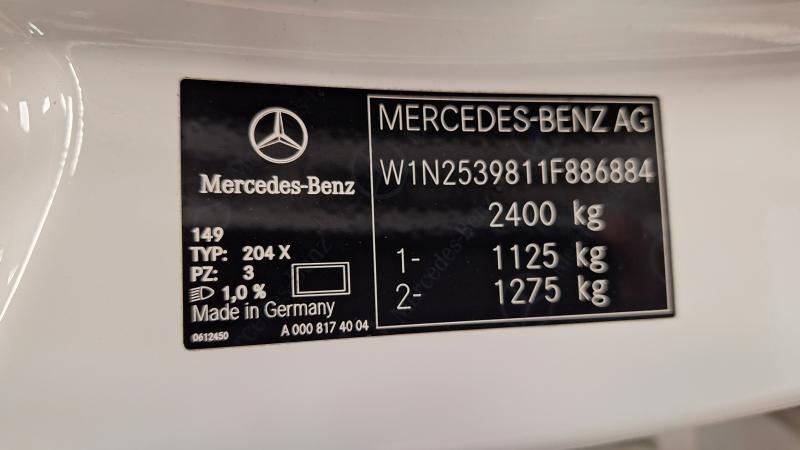 Mercedes-Benz
149
TYP: 204 X
PZ: 3
1,0 %
Made in Germany
0612450
A 000 817 40 04
MERCEDES-BENZ AG
W1N2539811F886884
2400 kg
1- 1125 kg
2- 1275 kg